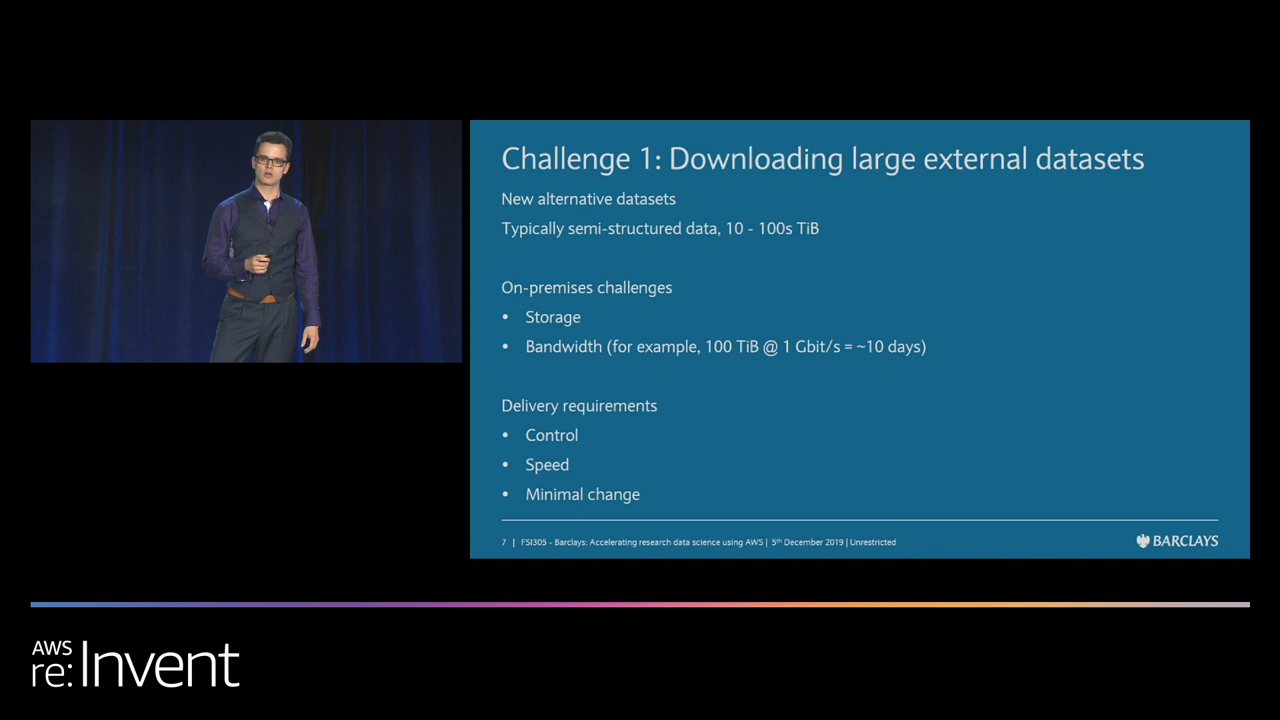 Challenge 1: Downloading large external datasets
New alternative datasets
Typically semi-structured data, 10 - 100s TiB
On-premises challenges
• Storage
• Bandwidth (for example, 100 TiB @ 1 Gbit/s = ~10 days)
Delivery requirements
• Control
• Speed
• Minimal change
7 | FSI305 - Barclays: Accelerating research data science using AWS | 5th December 2019 | Unrestricted
BARCLAYS
AWS
re:Invent